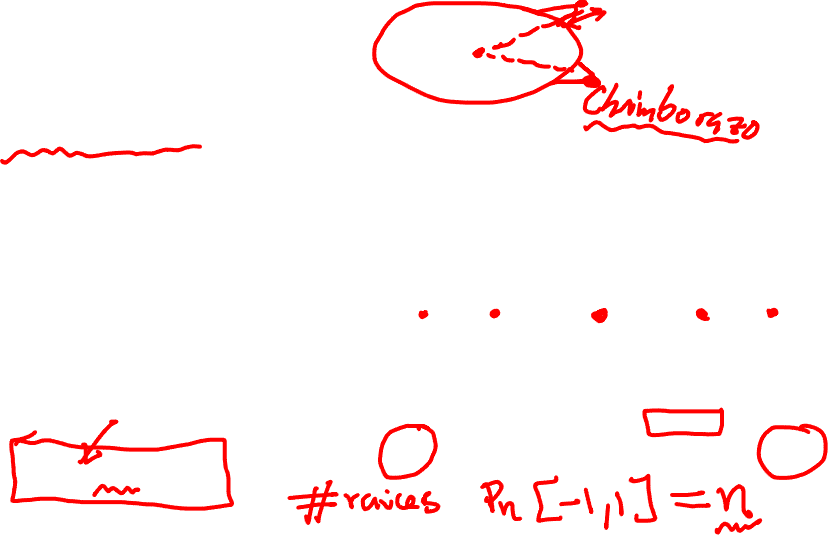 Chimborazo
#raices Pn [-1,1] = n